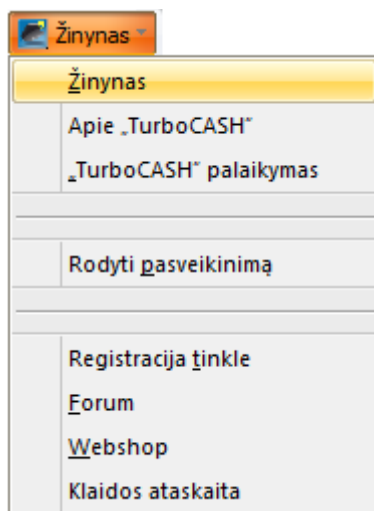 Žinynas
Žinynas
Apie „TurboCASH“
„TurboCASH“ palaikymas
Rodyti pasveikinimą
Registracija tinkle
Forum
Webshop
Klaidos ataskaita